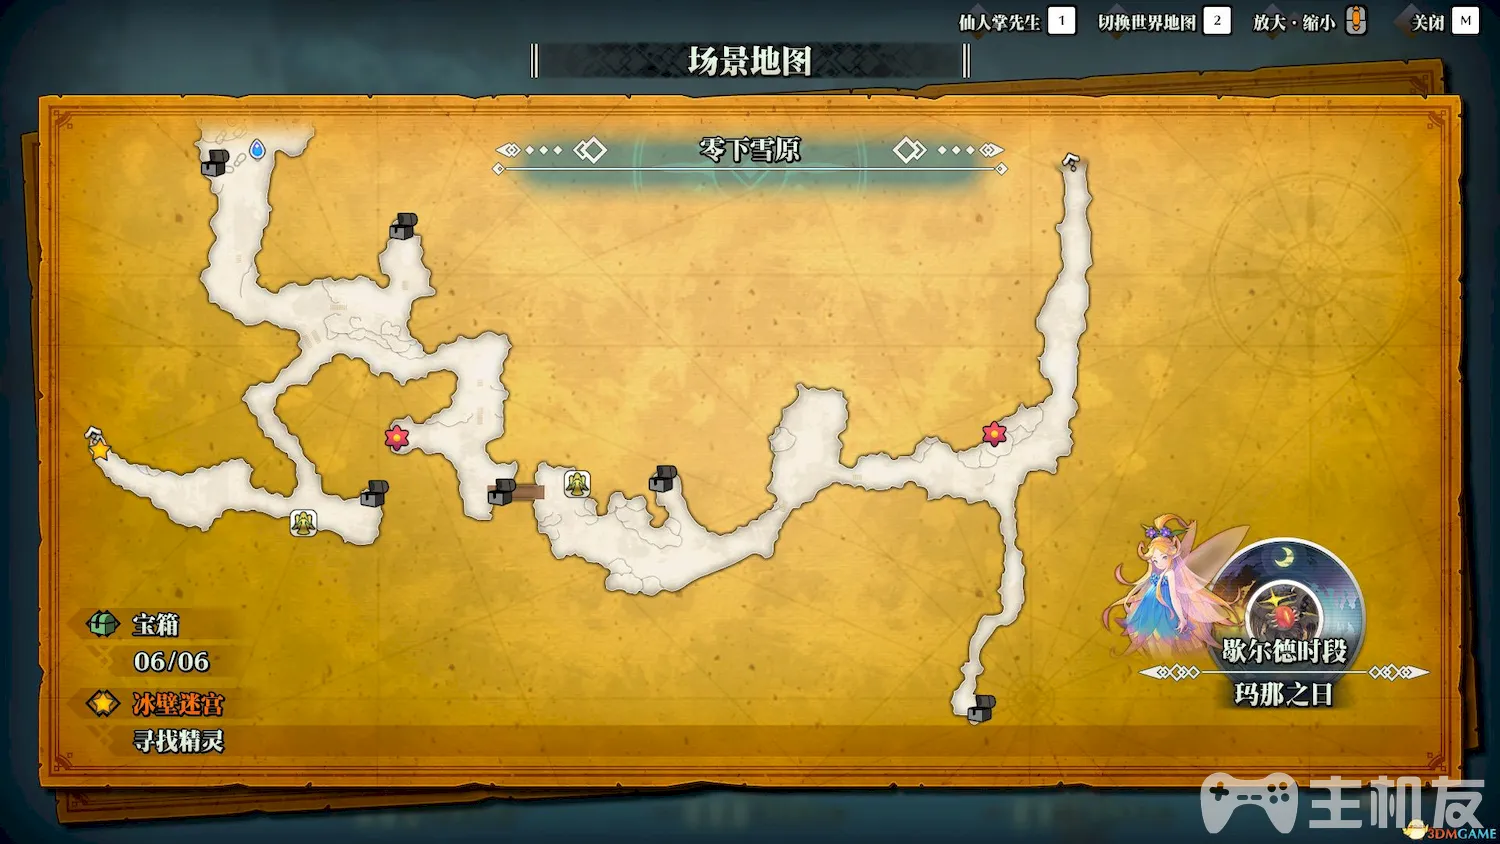 仙人掌先生 1 切换世界地图 2 放大·缩小 关闭 M
场景地图
零下雪原
宝箱
06/06
冰壁迷宫
寻找精灵
歇尔德时段
玛那之日
主机友
3DMGAME